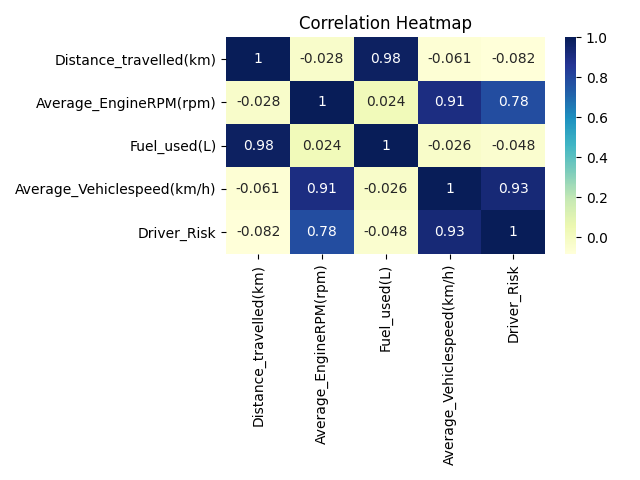 Correlation Heatmap
Distance_travelled(km) 1 -0.028 0.98 -0.061 -0.082
Average_EngineRPM(rpm) -0.028 1 0.024 0.91 0.78
Fuel_used(L) 0.98 0.024 1 -0.026 -0.048
Average_Vehiclespeed(km/h) -0.061 0.91 -0.026 1 0.93
Driver_Risk -0.082 0.78 -0.048 0.93 1
Distance_travelled(km)
Average_EngineRPM(rpm)
Fuel_used(L)
Average_Vehiclespeed(km/h)
Driver_Risk
1.0
0.8
0.6
0.4
0.2
0.0